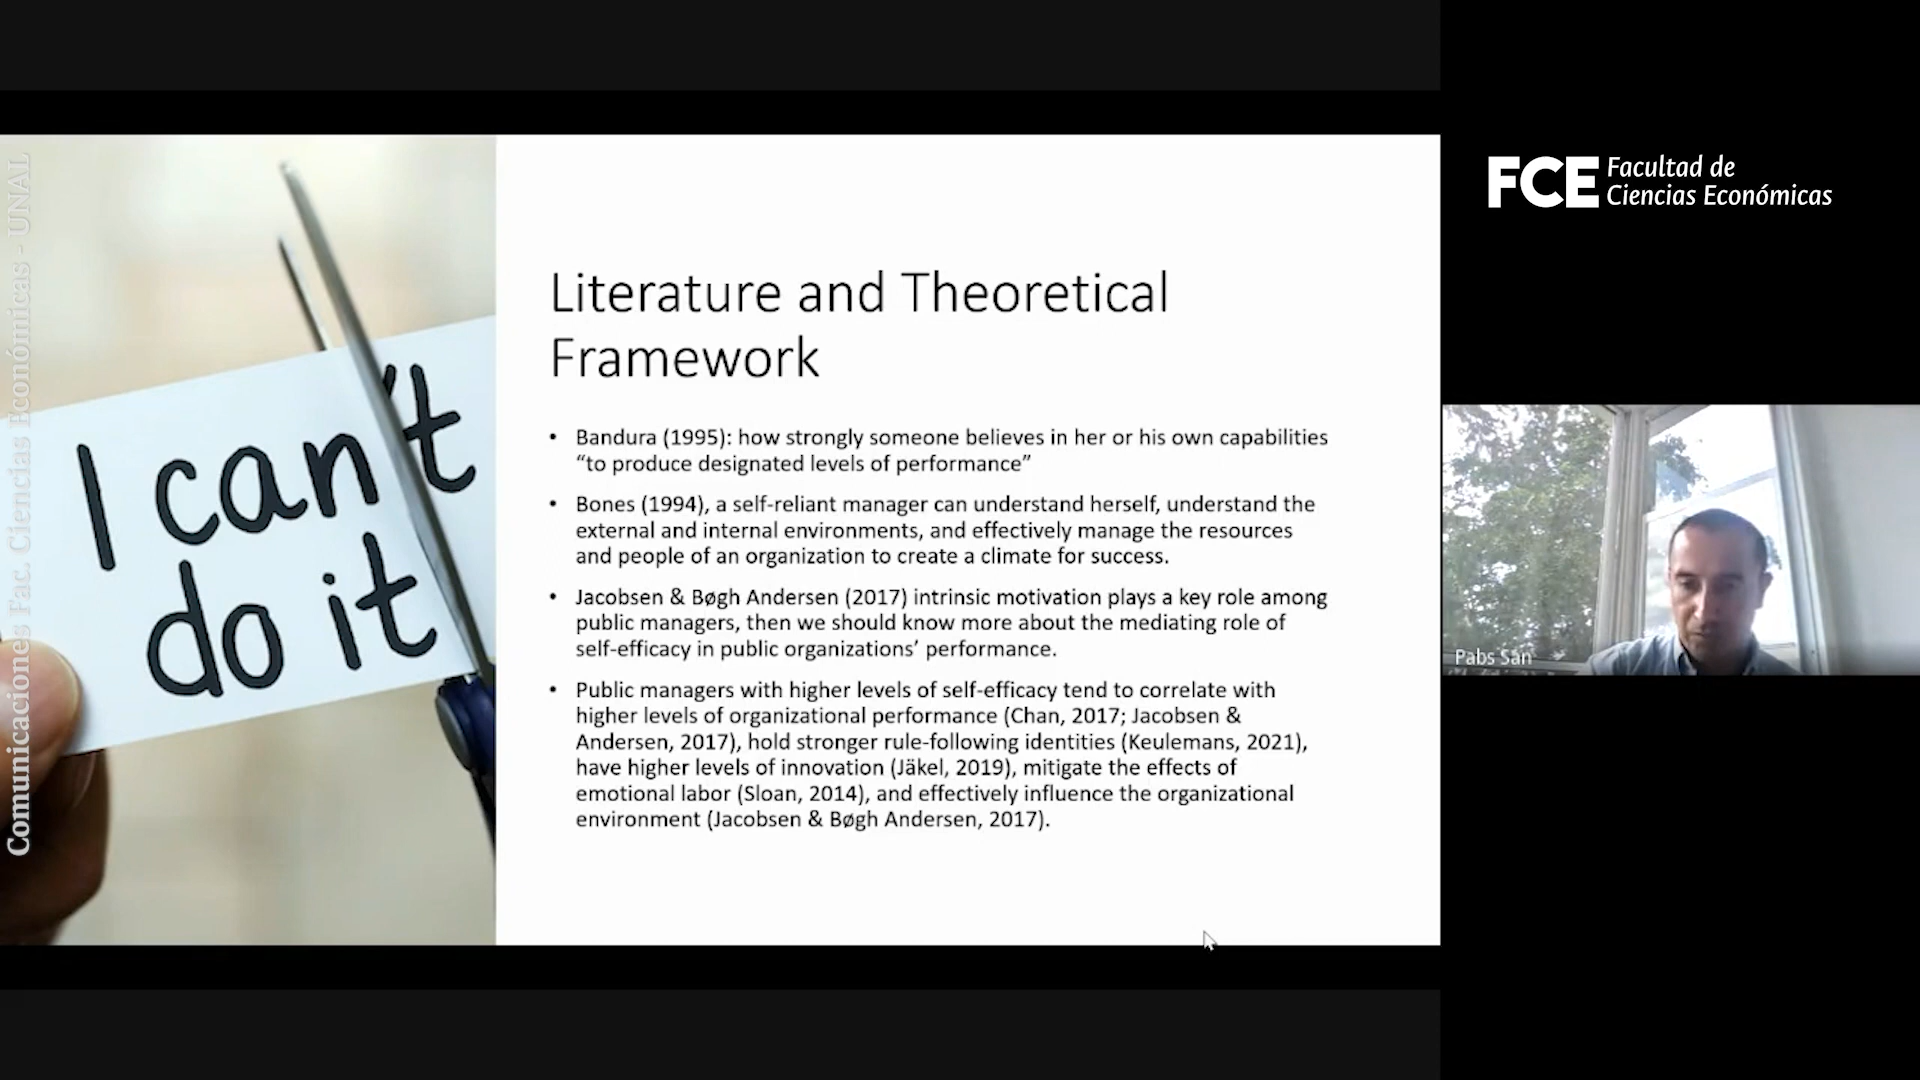 Comunicaciones Fac. Ciencias Económicas - UNAL
I can't
do it
Literature and Theoretical
Framework
• Bandura (1995): how strongly someone believes in her or his own capabilities
“to produce designated levels of performance”
• Bones (1994), a self-reliant manager can understand herself, understand the
external and internal environments, and effectively manage the resources
and people of an organization to create a climate for success.
• Jacobsen & Bøgh Andersen (2017) intrinsic motivation plays a key role among
public managers, then we should know more about the mediating role of
self-efficacy in public organizations’ performance.
• Public managers with higher levels of self-efficacy tend to correlate with
higher levels of organizational performance (Chan, 2017; Jacobsen &
Andersen, 2017), hold stronger rule-following identities (Keulemans, 2021),
have higher levels of innovation (Jäkel, 2019), mitigate the effects of
emotional labor (Sloan, 2014), and effectively influence the organizational
environment (Jacobsen & Bøgh Andersen, 2017).
FCE Facultad de
Ciencias Económicas
Pabs San